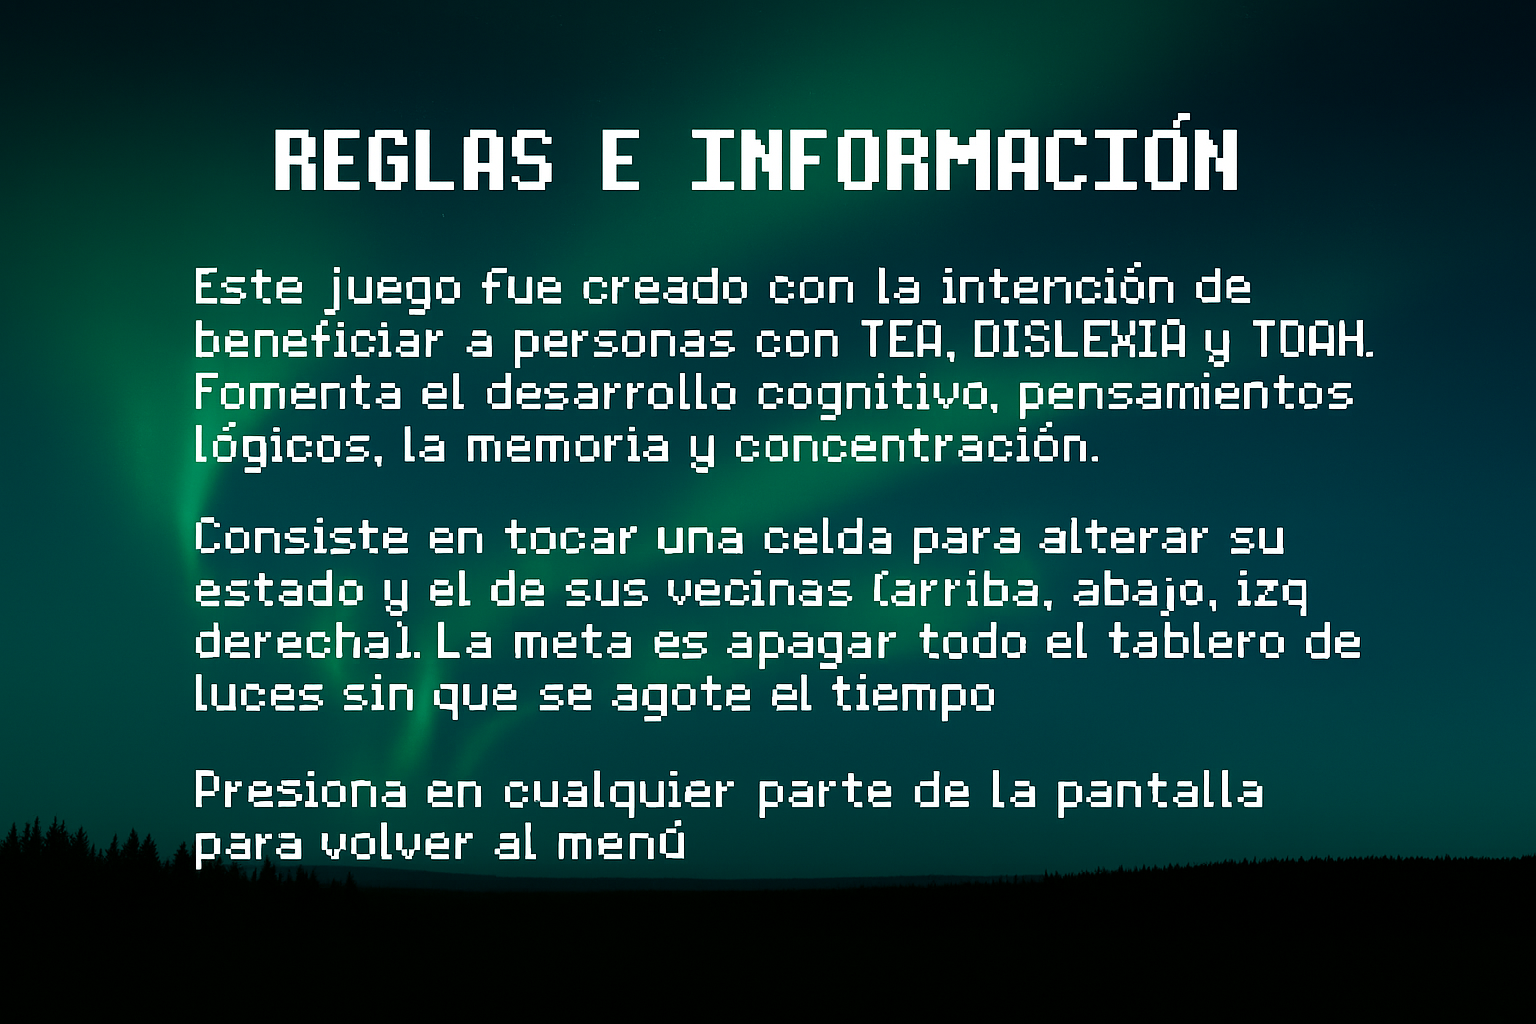 REGLAS E INFORMACIÓN
Este juego fue creado con la intención de
beneficiar a personas con TEA, DISLEXIA y TDAH.
Fomenta el desarrollo cognitivo, pensamientos
lógicos, la memoria y concentración.
Consiste en tocar una celda para alterar su
estado y el de sus vecinas (arriba, abajo, izq
derecha). La meta es apagar todo el tablero de
luces sin que se agote el tiempo
Presiona en cualquier parte de la pantalla
para volver al menú